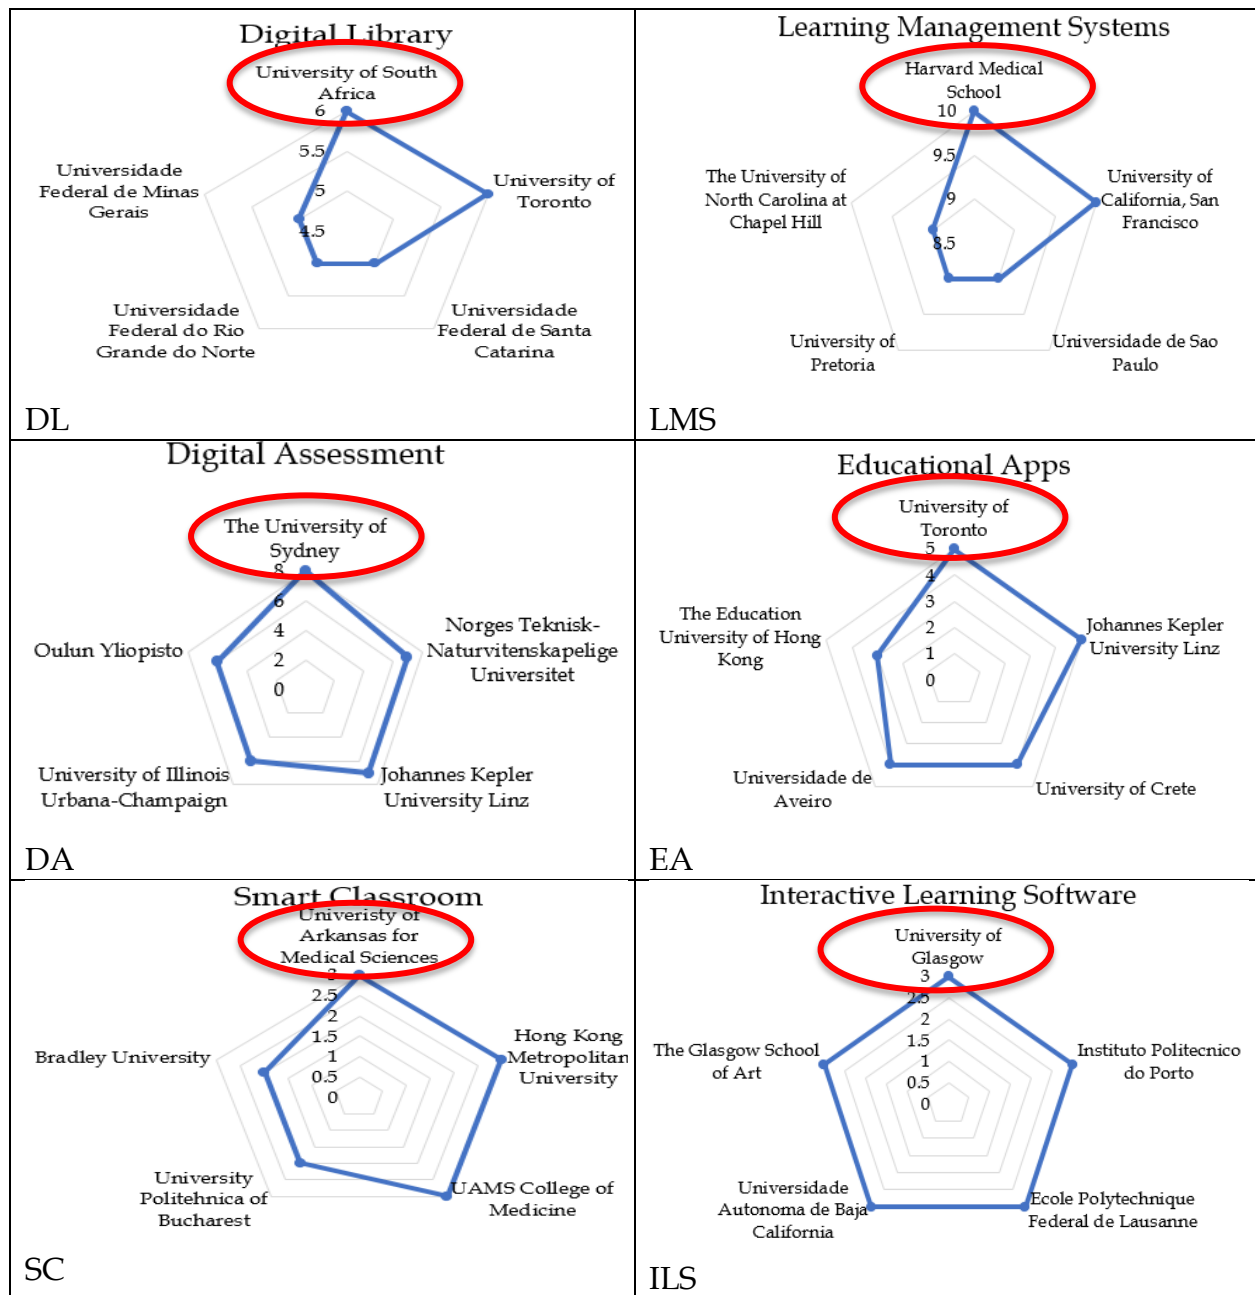 Digital Library
University of South
Africa
6
5.5
5
4.5
University of
Toronto
Universidade
Federal de Santa
Catarina
Universidade
Federal do Rio
Grande do Norte
Universidade
Federal de Minas
Gerais
DL
Learning Management Systems
Harvard Medical
School
10
9.5
9
8.5
University of
California, San
Francisco
Universidade de Sao
Paulo
University of
Pretoria
The University of
North Carolina at
Chapel Hill
LMS
Digital Assessment
The University of
Sydney
8
6
4
2
0
Norges Teknisk-
Naturvitenskapelige
Universitet
Johannes Kepler
University Linz
University of Illinois
Urbana-Champaign
Oulun Yliopisto
DA
Educational Apps
University of
Toronto
5
4
3
2
1
0
Johannes Kepler
University Linz
University of Crete
Universidade de
Aveiro
The Education
University of Hong
Kong
EA
Smart Classroom
Univeristy of
Arkansas for
Medical Sciences
3
2.5
2
1.5
1
0.5
0
Hong Kong
Metropolitan
University
UAMS College of
Medicine
University
Politehnica of
Bucharest
Bradley University
SC
Interactive Learning Software
University of
Glasgow
3
2.5
2
1.5
1
0.5
0
Instituto Politecnico
do Porto
Ecole Polytechnique
Federal de Lausanne
Universidade
Autonoma de Baja
California
The Glasgow School
of Art
ILS